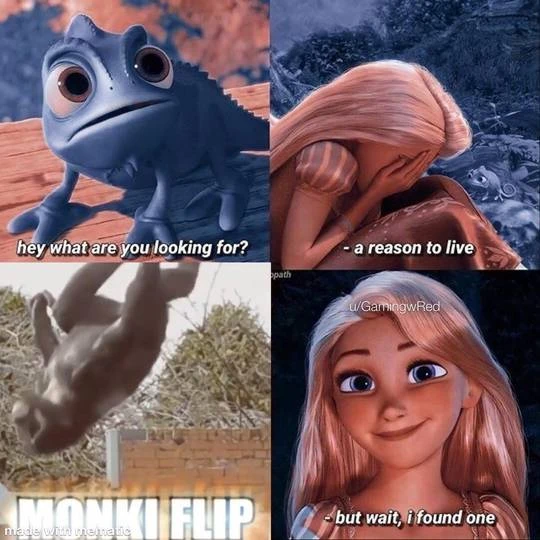 hey what are you looking for?
- a reason to live
opath
u/GamingwRed
MONKI FLIP
made with mematic
- but wait, i found one